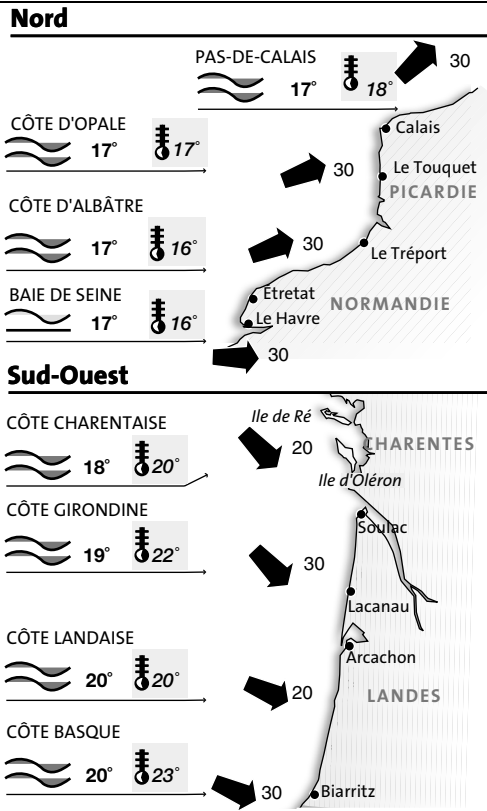 Nord
PAS-DE-CALAIS
17° 18° 30
CÔTE D'OPALE
17° 17° 30
Calais
Le Touquet
PICARDIE
CÔTE D'ALBÂTRE
17° 16° 30
Le Tréport
BAIE DE SEINE
17° 16° 30
Etretat
NORMANDIE
Le Havre
Sud-Ouest
CÔTE CHARENTAISE
18° 20° 20
Ile de Ré
CHARENTES
Ile d'Oléron
CÔTE GIRONDINE
19° 22° 30
Soulac
Lacanau
CÔTE LANDAISE
20° 20° 20
Arcachon
LANDES
CÔTE BASQUE
20° 23° 30
Biarritz